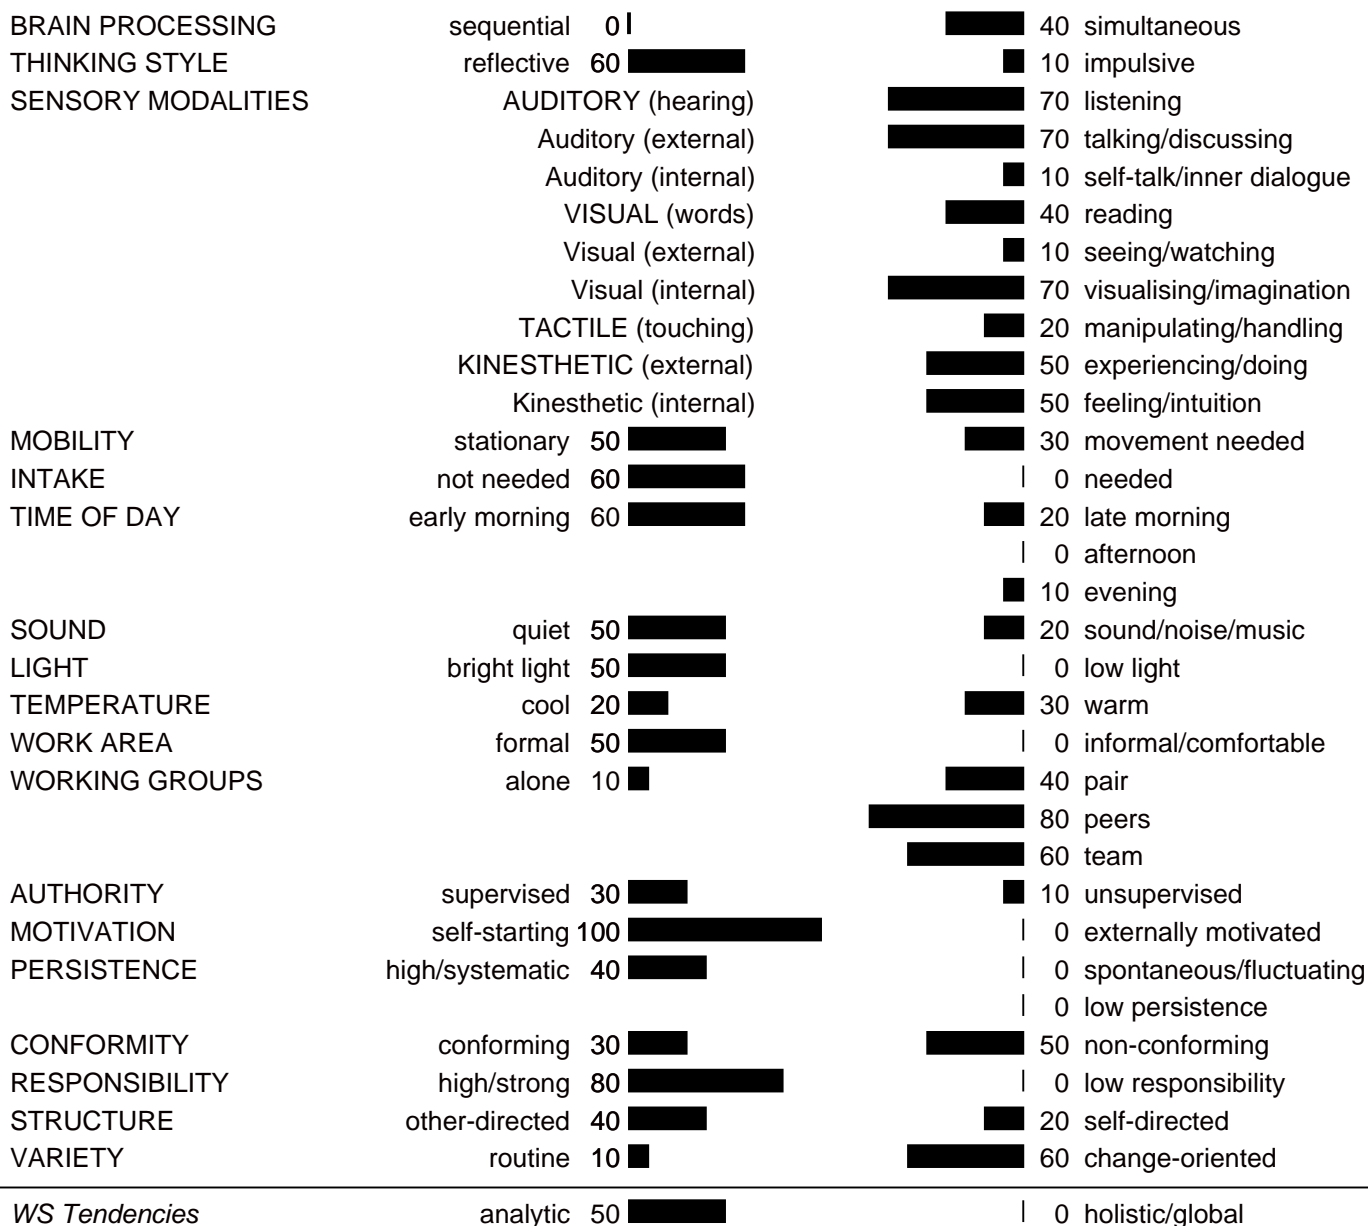 BRAIN PROCESSING sequential 0 40 simultaneous
THINKING STYLE reflective 60 10 impulsive
SENSORY MODALITIES AUDITORY (hearing) 70 listening
Auditory (external) 70 talking/discussing
Auditory (internal) 10 self-talk/inner dialogue
VISUAL (words) 40 reading
Visual (external) 10 seeing/watching
Visual (internal) 70 visualising/imagination
TACTILE (touching) 20 manipulating/handling
KINESTHETIC (external) 50 experiencing/doing
Kinesthetic (internal) 50 feeling/intuition
MOBILITY stationary 50 30 movement needed
INTAKE not needed 60 0 needed
TIME OF DAY early morning 60 20 late morning
0 afternoon
10 evening
SOUND quiet 50 20 sound/noise/music
LIGHT bright light 50 0 low light
TEMPERATURE cool 20 30 warm
WORK AREA formal 50 0 informal/comfortable
WORKING GROUPS alone 10 40 pair
80 peers
60 team
AUTHORITY supervised 30 10 unsupervised
MOTIVATION self-starting 100 0 externally motivated
PERSISTENCE high/systematic 40 0 spontaneous/fluctuating
0 low persistence
CONFORMITY conforming 30 50 non-conforming
RESPONSIBILITY high/strong 80 0 low responsibility
STRUCTURE other-directed 40 20 self-directed
VARIETY routine 10 60 change-oriented
WS Tendencies analytic 50 0 holistic/global